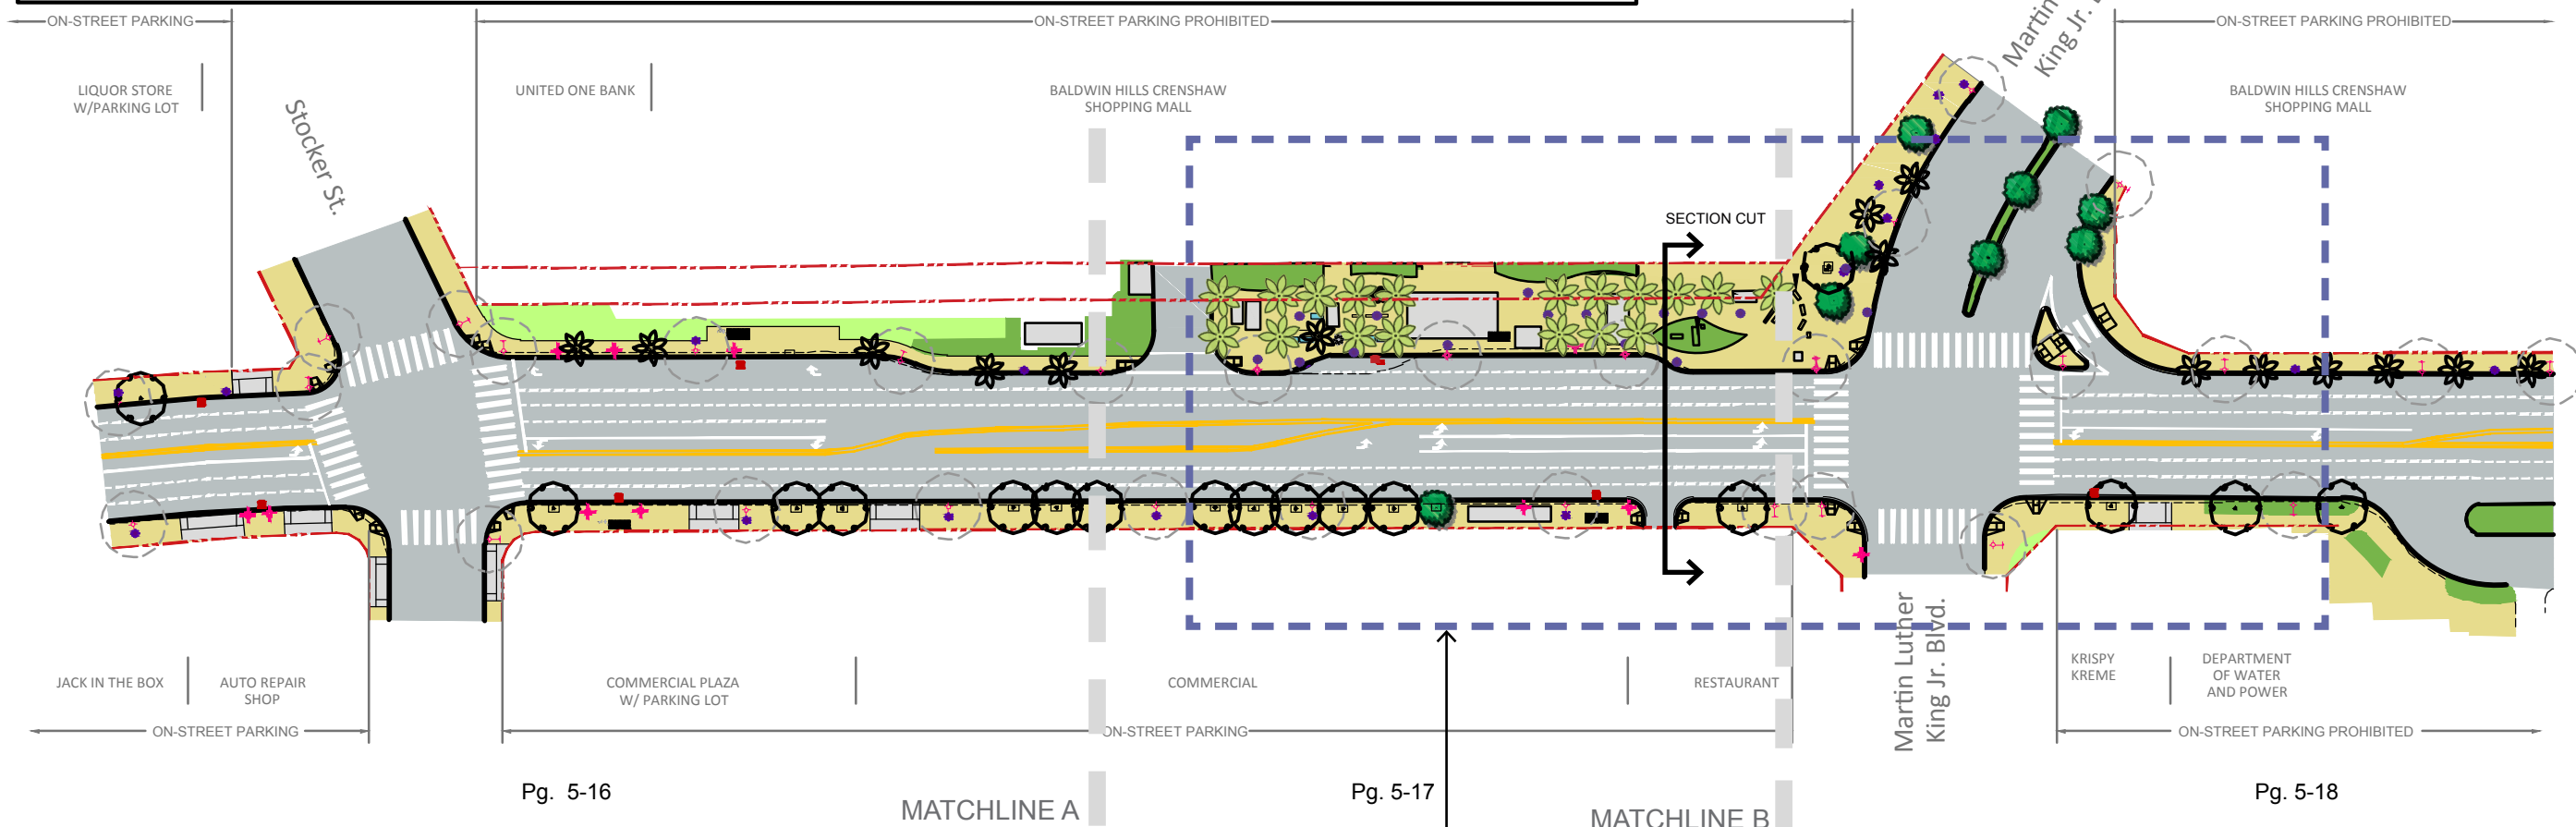 ON-STREET PARKING
ON-STREET PARKING PROHIBITED
ON-STREET PARKING PROHIBITED
Martin
King Jr. B
LIQUOR STORE
W/PARKING LOT
UNITED ONE BANK
BALDWIN HILLS CRENSHAW
SHOPPING MALL
BALDWIN HILLS CRENSHAW
SHOPPING MALL
Stocker St.
SECTION CUT
JACK IN THE BOX
AUTO REPAIR
SHOP
COMMERCIAL PLAZA
W/ PARKING LOT
COMMERCIAL
RESTAURANT
Martin Luther
King Jr. Blvd.
KRISPY
KREME
DEPARTMENT
OF WATER
AND POWER
ON-STREET PARKING
ON-STREET PARKING
ON-STREET PARKING PROHIBITED
Pg. 5-16
Pg. 5-17
Pg. 5-18
MATCHLINE A
MATCHLINE B